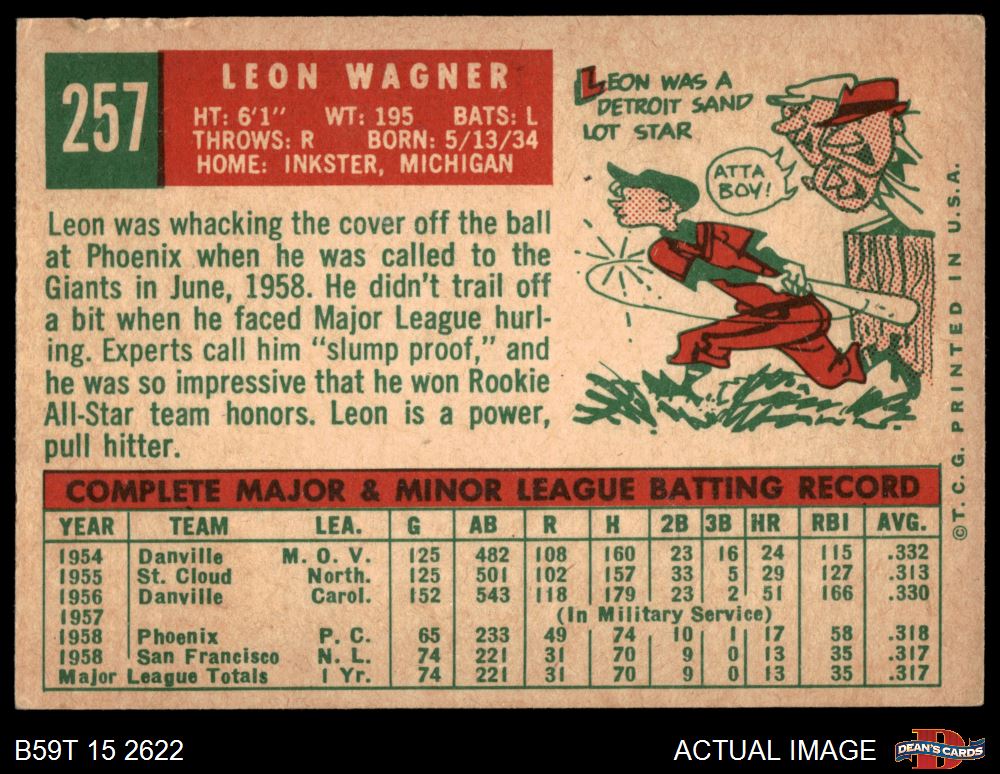 257
LEON WAGNER
HT: 6'1" WT: 195 BATS: L
THROWS: R BORN: 5/13/34
HOME: INKSTER, MICHIGAN
LEON WAS A
DETROIT SAND
LOT STAR
ATTA
BOY!
Leon was whacking the cover off the ball
at Phoenix when he was called to the
Giants in June, 1958. He didn't trail off
a bit when he faced Major League hurl-
ing. Experts call him "slump proof," and
he was so impressive that he won Rookie
All-Star team honors. Leon is a power,
pull hitter.
COMPLETE MAJOR & MINOR LEAGUE BATTING RECORD
YEAR TEAM LEA. G AB R H 2B 3B HR RBI AVG.
1954 Danville M. O. V. 125 482 108 160 23 16 24 115 .332
1955 St. Cloud North. 125 501 102 157 33 5 29 127 .313
1956 Danville Carol. 152 543 118 179 23 2 51 166 .330
1957 (In Military Service)
1958 Phoenix P. C. 65 233 49 74 10 1 17 58 .318
1958 San Francisco N. L. 74 221 31 70 9 0 13 35 .317
Major League Totals 1 Yr. 74 221 31 70 9 0 13 35 .317
© T. C. G. PRINTED IN U.S.A.
B59T 15 2622
ACTUAL IMAGE
D
DEAN'S CARDS